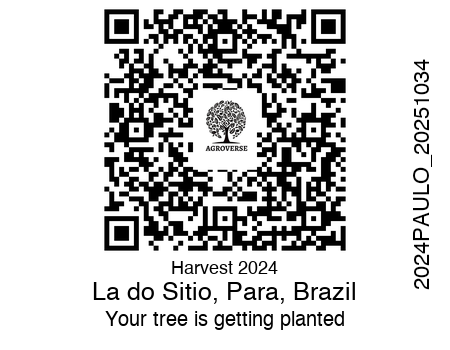 AGROVERSE
Harvest 2024
La do Sitio, Para, Brazil
Your tree is getting planted
2024PAULO_20251034